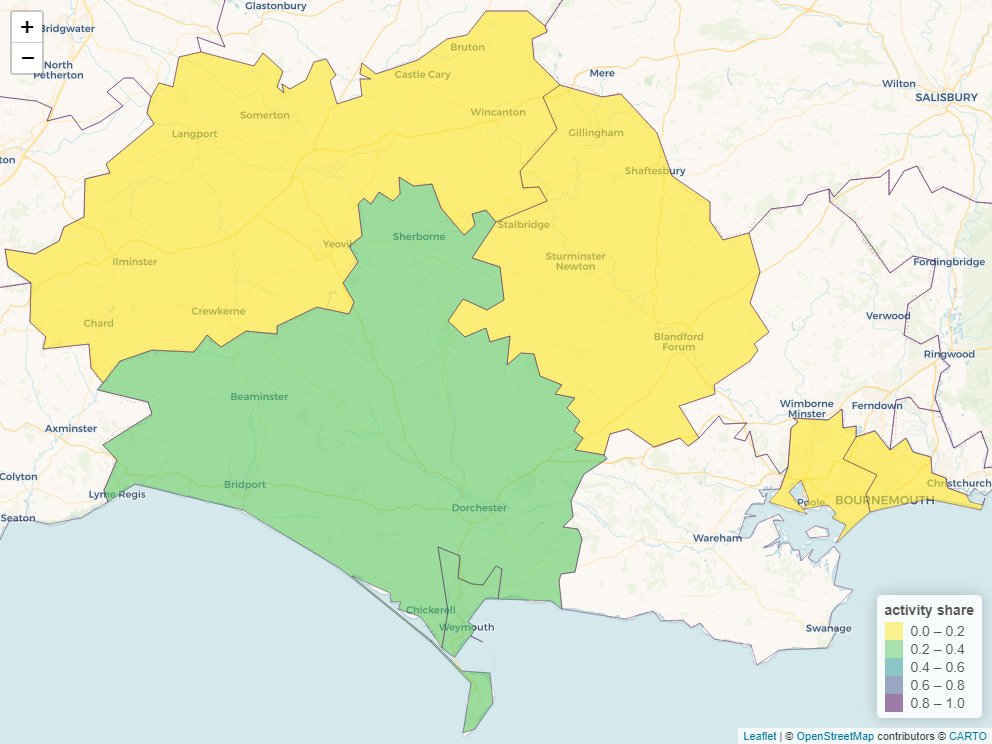 Glastonbury
+
Bridgwater
Bruton
−
North
Petherton
Castle Cary
Mere
Wilton
SALISBURY
Somerton
Wincanton
Langport
Gillingham
ton
Shaftesbury
Stalbridge
Sherborne
Yeovil
Ilminster
Sturminster
Newton
Fordingbridge
Crewkerne
Verwood
Chard
Blandford
Forum
Ringwood
Beaminster
Wimborne
Minster
Ferndown
Axminster
Colyton
Bridport
Christchurch
Lyme Regis
Poole
BOURNEMOUTH
Dorchester
Seaton
Wareham
Chickerell
Weymouth
Swanage
activity share
0.0 – 0.2
0.2 – 0.4
0.4 – 0.6
0.6 – 0.8
0.8 – 1.0
Leaflet | © OpenStreetMap contributors © CARTO